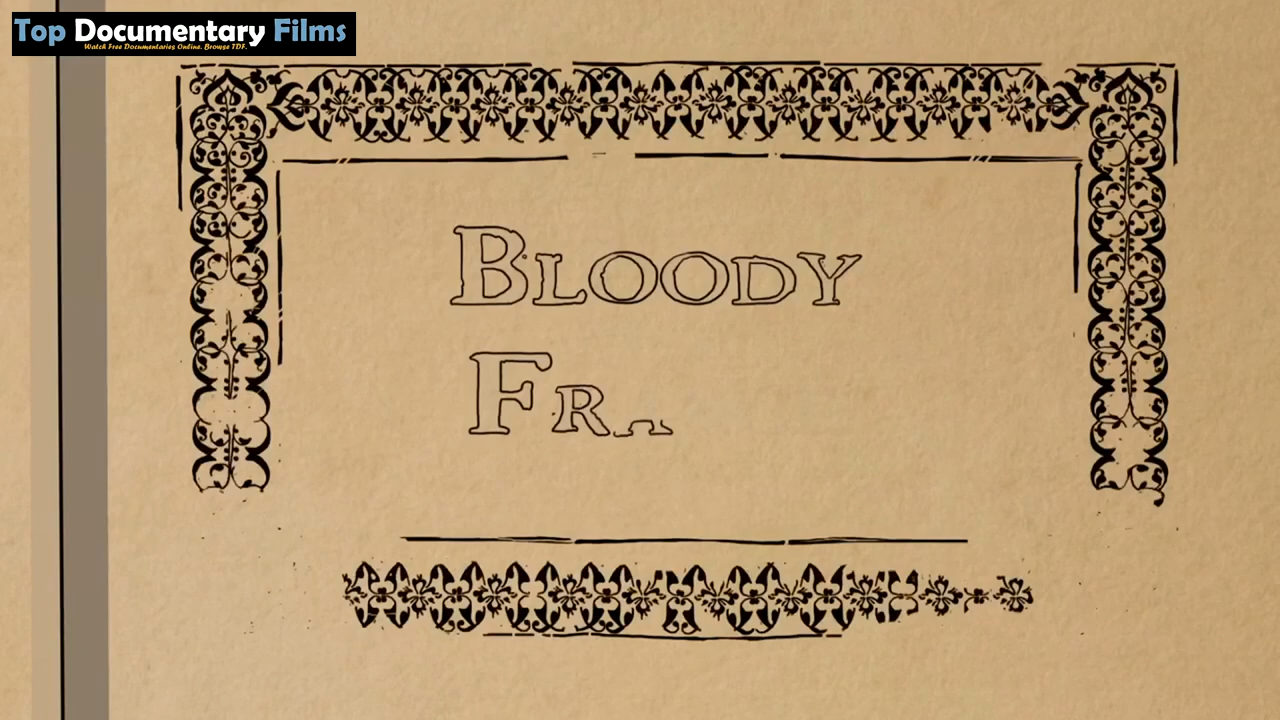 Top Documentary Films
Watch Free Documentaries Online. Browse TDF.
BLOODY
FR